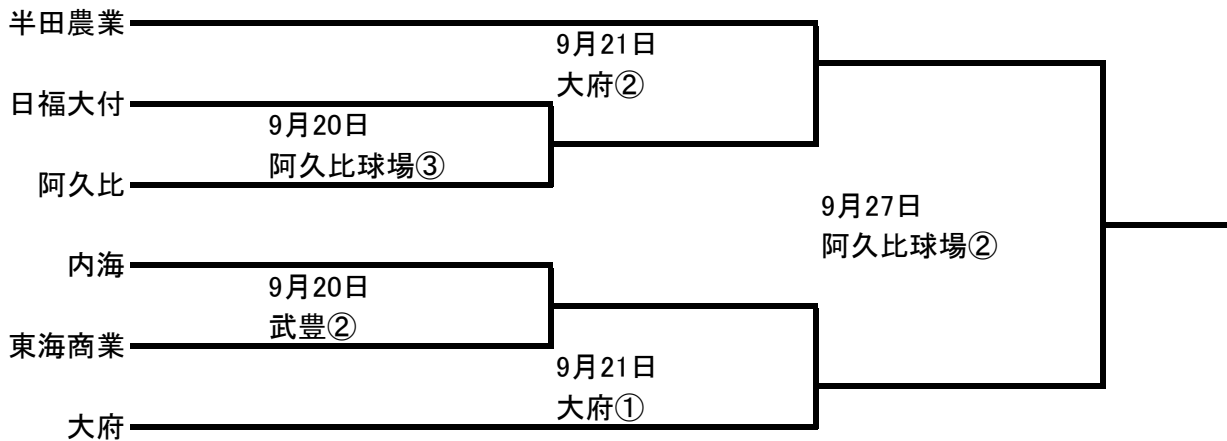 半田農業
9月21日
大府②
日福大付
9月20日
阿久比球場③
阿久比
9月27日
阿久比球場②
内海
9月20日
武豊②
東海商業
9月21日
大府①
大府